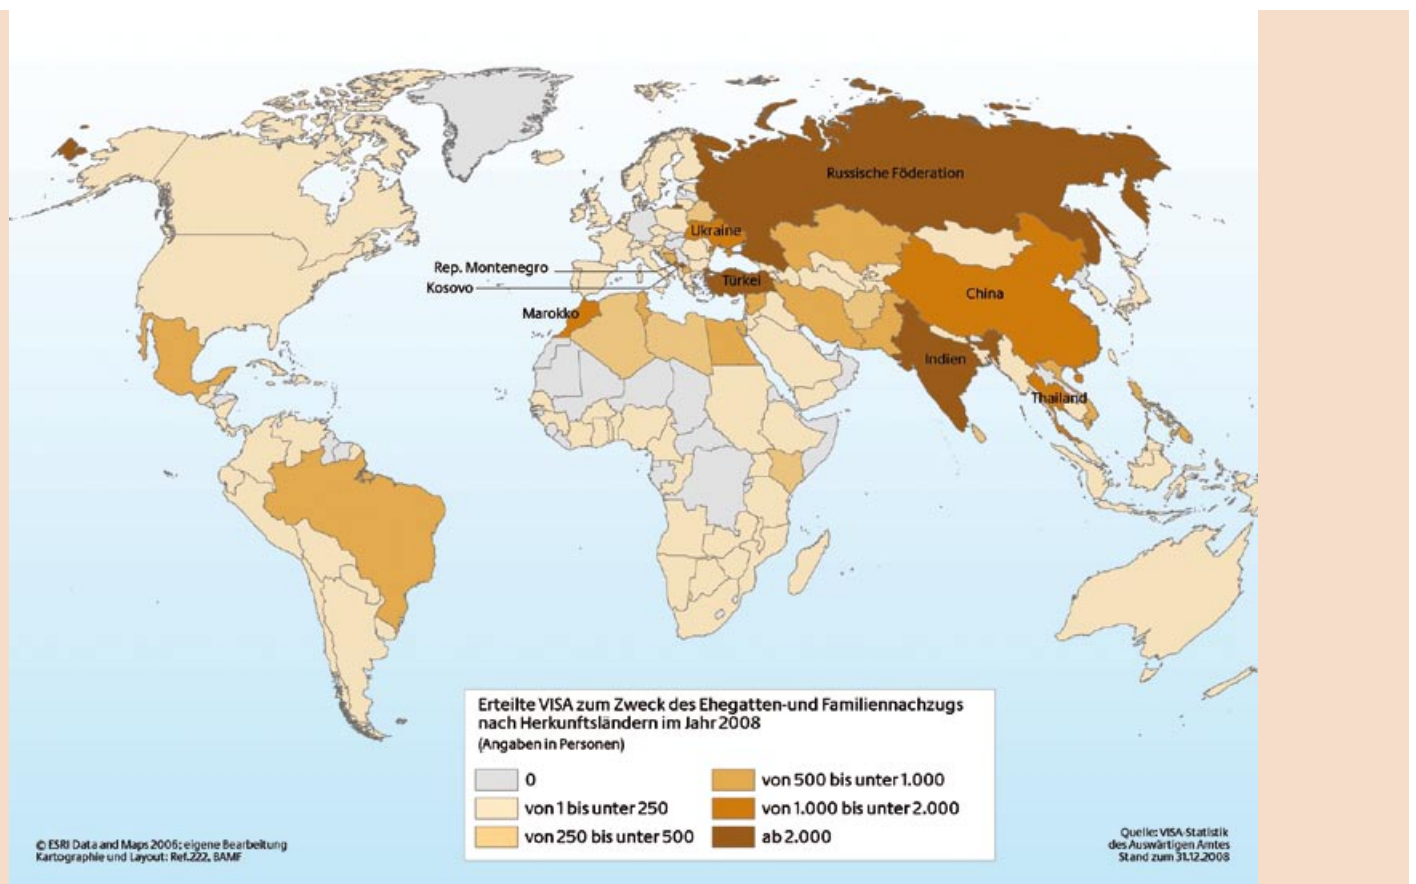 Russische Föderation
Ukraine
Rep. Montenegro
Türkei
Kosovo
China
Marokko
Indien
Thailand
Erteilte VISA zum Zweck des Ehegatten-und Familiennachzugs
nach Herkunftsländern im Jahr 2008
(Angaben in Personen)
0
von 500 bis unter 1.000
von 1 bis unter 250
von 1.000 bis unter 2.000
von 250 bis unter 500
ab 2.000
© ESRI Data and Maps 2006; eigene Bearbeitung
Kartographie und Layout: Ref.222, BAMF
Quelle: VISA-Statistik
des Auswärtigen Amtes
Stand zum 31.12.2008